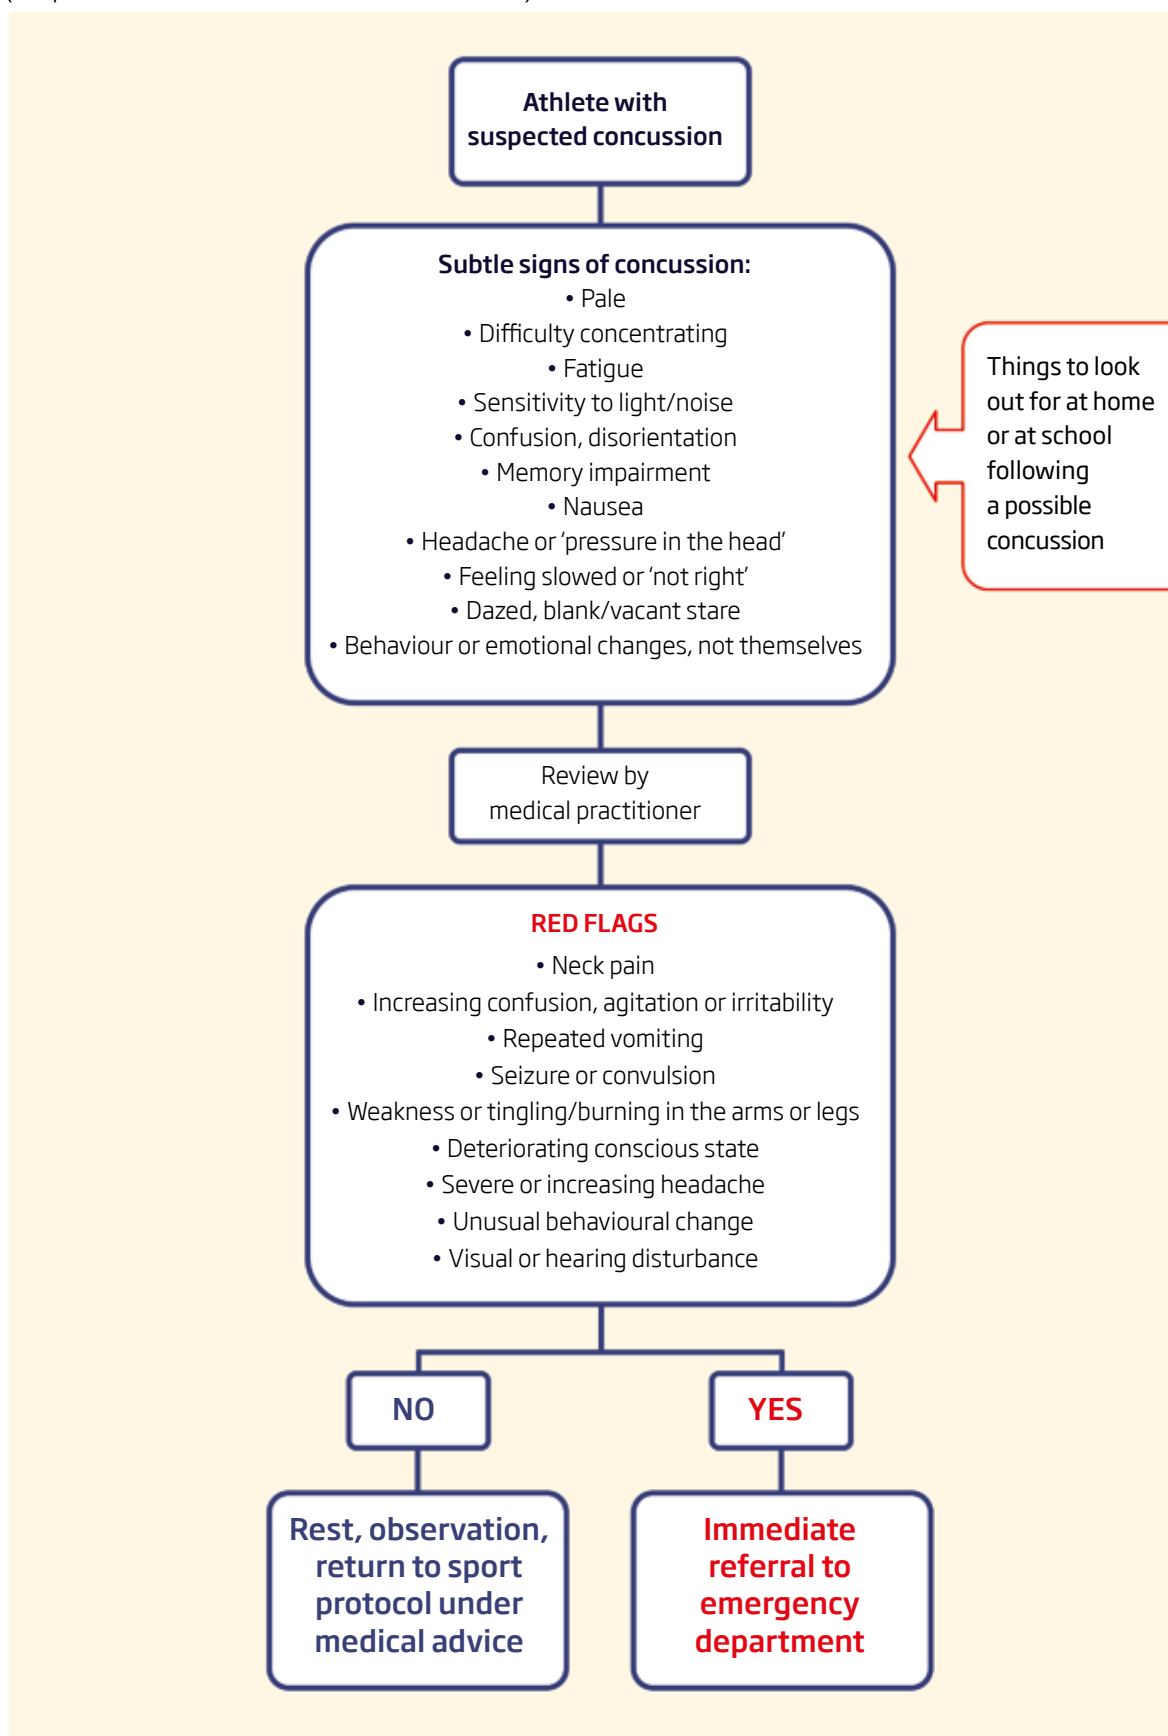 Athlete with
suspected concussion
Subtle signs of concussion:
• Pale
• Difficulty concentrating
• Fatigue
• Sensitivity to light/noise
• Confusion, disorientation
• Memory impairment
• Nausea
• Headache or ‘pressure in the head’
• Feeling slowed or ‘not right’
• Dazed, blank/vacant stare
• Behaviour or emotional changes, not themselves
Things to look
out for at home
or at school
following
a possible
concussion
Review by
medical practitioner
RED FLAGS
• Neck pain
• Increasing confusion, agitation or irritability
• Repeated vomiting
• Seizure or convulsion
• Weakness or tingling/burning in the arms or legs
• Deteriorating conscious state
• Severe or increasing headache
• Unusual behavioural change
• Visual or hearing disturbance
NO
YES
Rest, observation,
return to sport
protocol under
medical advice
Immediate
referral to
emergency
department